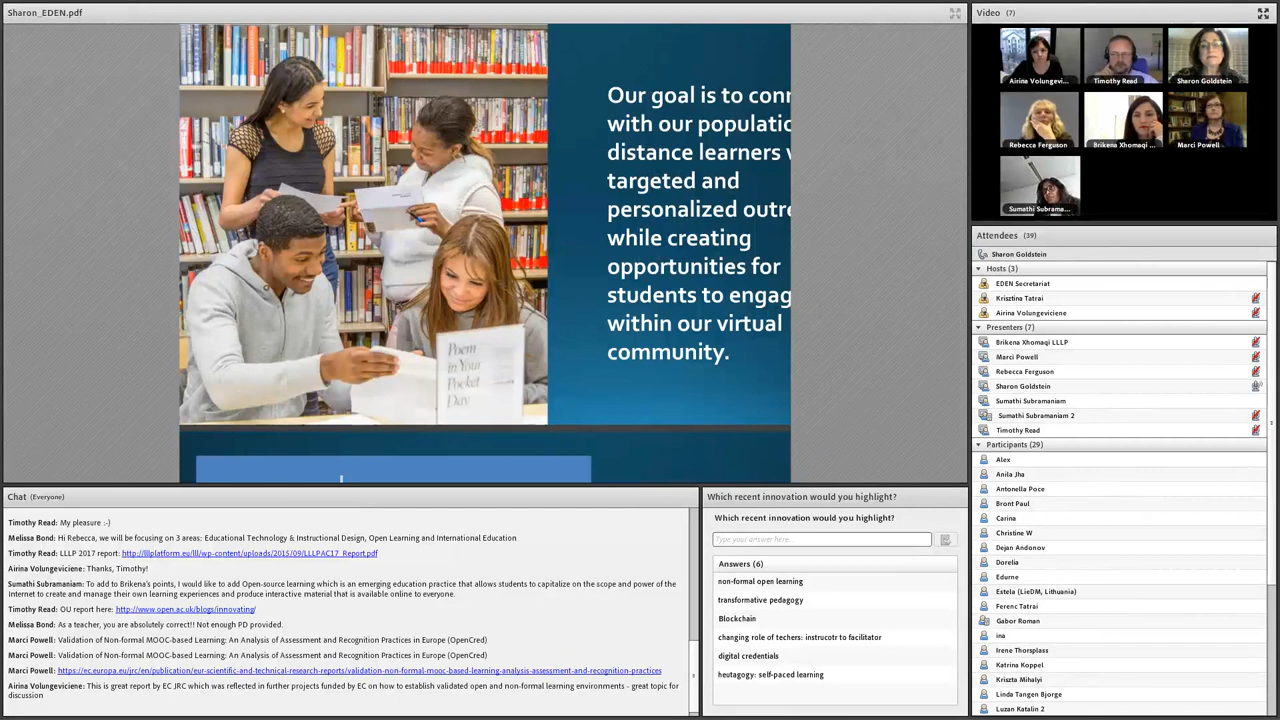 Sharon_EDEN.pdf
Our goal is to conn
with our populatio
distance learners
targeted and
personalized outre
while creating
opportunities for
students to engag
within our virtual
community.
Poem
in Your
Pocket
Day
Video (7)
Airina Volungevi...
Timothy Read
Sharon Goldstein
Rebecca Ferguson
Brikena Xhomaqi ...
Marci Powell
Sumathi Subrama...
Attendees (39)
Sharon Goldstein
Hosts (3)
EDEN Secretariat
Krisztina Tatrai
Airina Volungeviciene
Presenters (7)
Brikena Xhomaqi LLLP
Marci Powell
Rebecca Ferguson
Sharon Goldstein
Sumathi Subramaniam
Sumathi Subramaniam 2
Timothy Read
Participants (29)
Alex
Anila Jha
Antonella Poce
Bront Paul
Carina
Christine W
Dejan Andonov
Dorelia
Edurne
Estela (LieDM, Lithuania)
Ferenc Tatrai
Gabor Roman
ina
Irene Thorsplass
Katrina Koppel
Kriszta Mihalyi
Linda Tangen Bjorge
Luzan Katalin 2
Chat (Everyone)
Timothy Read: My pleasure :-)
Melissa Bond: Hi Rebecca, we will be focusing on 3 areas: Educational Technology & Instructional Design, Open Learning and International Education
Timothy Read: LLLP 2017 report: http://lllplatform.eu/lll/wp-content/uploads/2015/09/LLLPAC17_Report.pdf
Airina Volungeviciene: Thanks, Timothy!
Sumathi Subramaniam: To add to Brikena's points, I would like to add Open-source learning which is an emerging education practice that allows students to capitalize on the scope and power of the
Internet to create and manage their own learning experiences and produce interactive material that is available online to everyone.
Timothy Read: OU report here: http://www.open.ac.uk/blogs/innovating/
Melissa Bond: As a teacher, you are absolutely correct!! Not enough PD provided.
Marci Powell: Validation of Non-formal MOOC-based Learning: An Analysis of Assessment and Recognition Practices in Europe (OpenCred)
Marci Powell: Validation of Non-formal MOOC-based Learning: An Analysis of Assessment and Recognition Practices in Europe (OpenCred)
Marci Powell: https://ec.europa.eu/jrc/en/publication/eur-scientific-and-technical-research-reports/validation-non-formal-mooc-based-learning-analysis-assessment-and-recognition-practices
Airina Volungeviciene: This is great report by EC JRC which was reflected in further projects funded by EC on how to establish validated open and non-formal learning environments - great topic for
discussion
Which recent innovation would you highlight?
Which recent innovation would you highlight?
Type your answer here...
Answers (6)
non-formal open learning
transformative pedagogy
Blockchain
changing role of techers: instrucotr to facilitator
digital credentials
heutagogy: self-paced learning